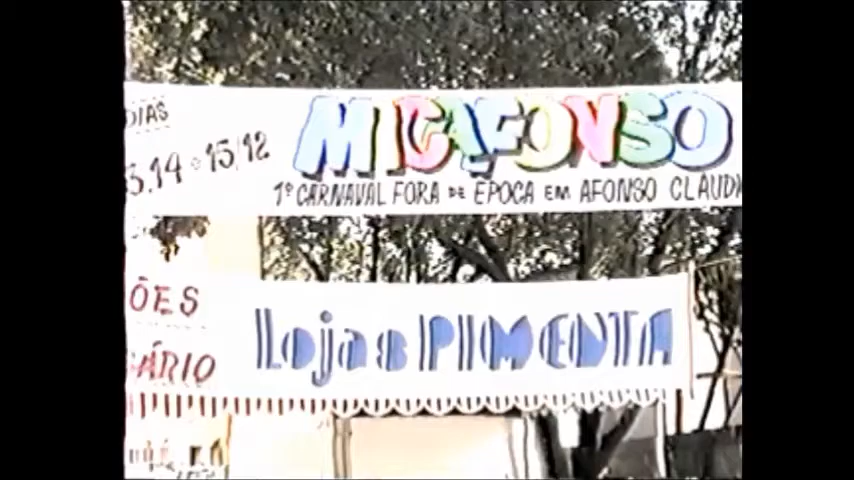 DIAS
3,14 e 15/12
MICAFONSO
1º CARNAVAL FORA DE ÉPOCA EM AFONSO CLAUDI
ÕES
ÁRIO
Lojas PIMENTA